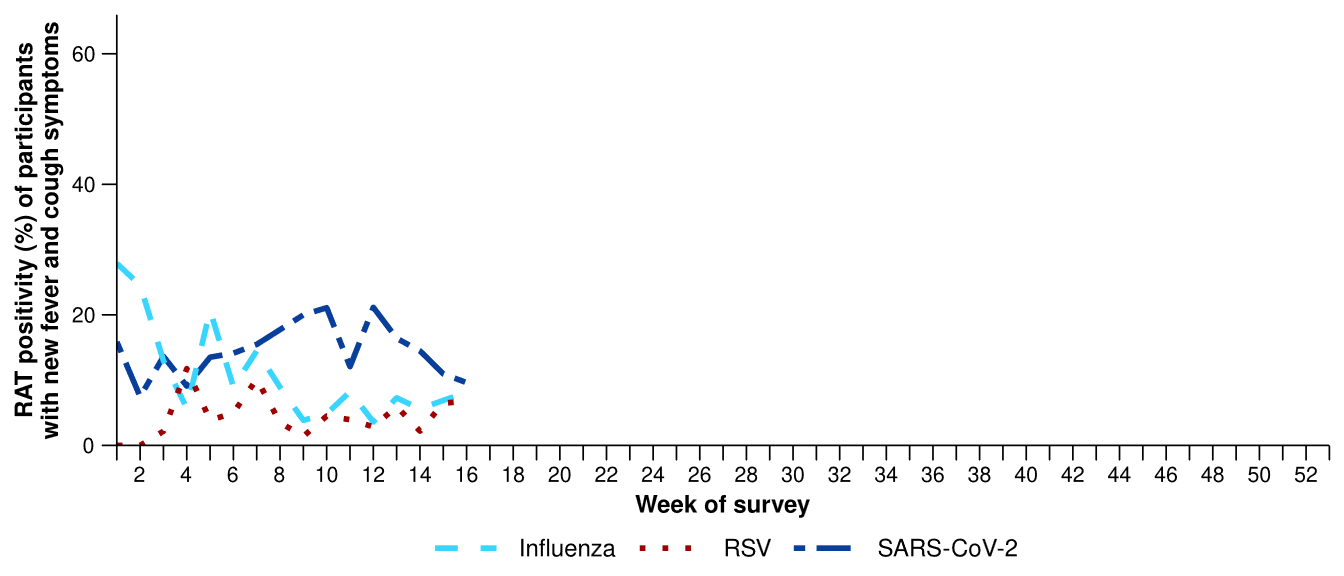 RAT positivity (%) of participants
with new fever and cough symptoms
60
40
20
0
2 4 6 8 10 12 14 16 18 20 22 24 26 28 30 32 34 36 38 40 42 44 46 48 50 52
Week of survey
Influenza RSV SARS-CoV-2